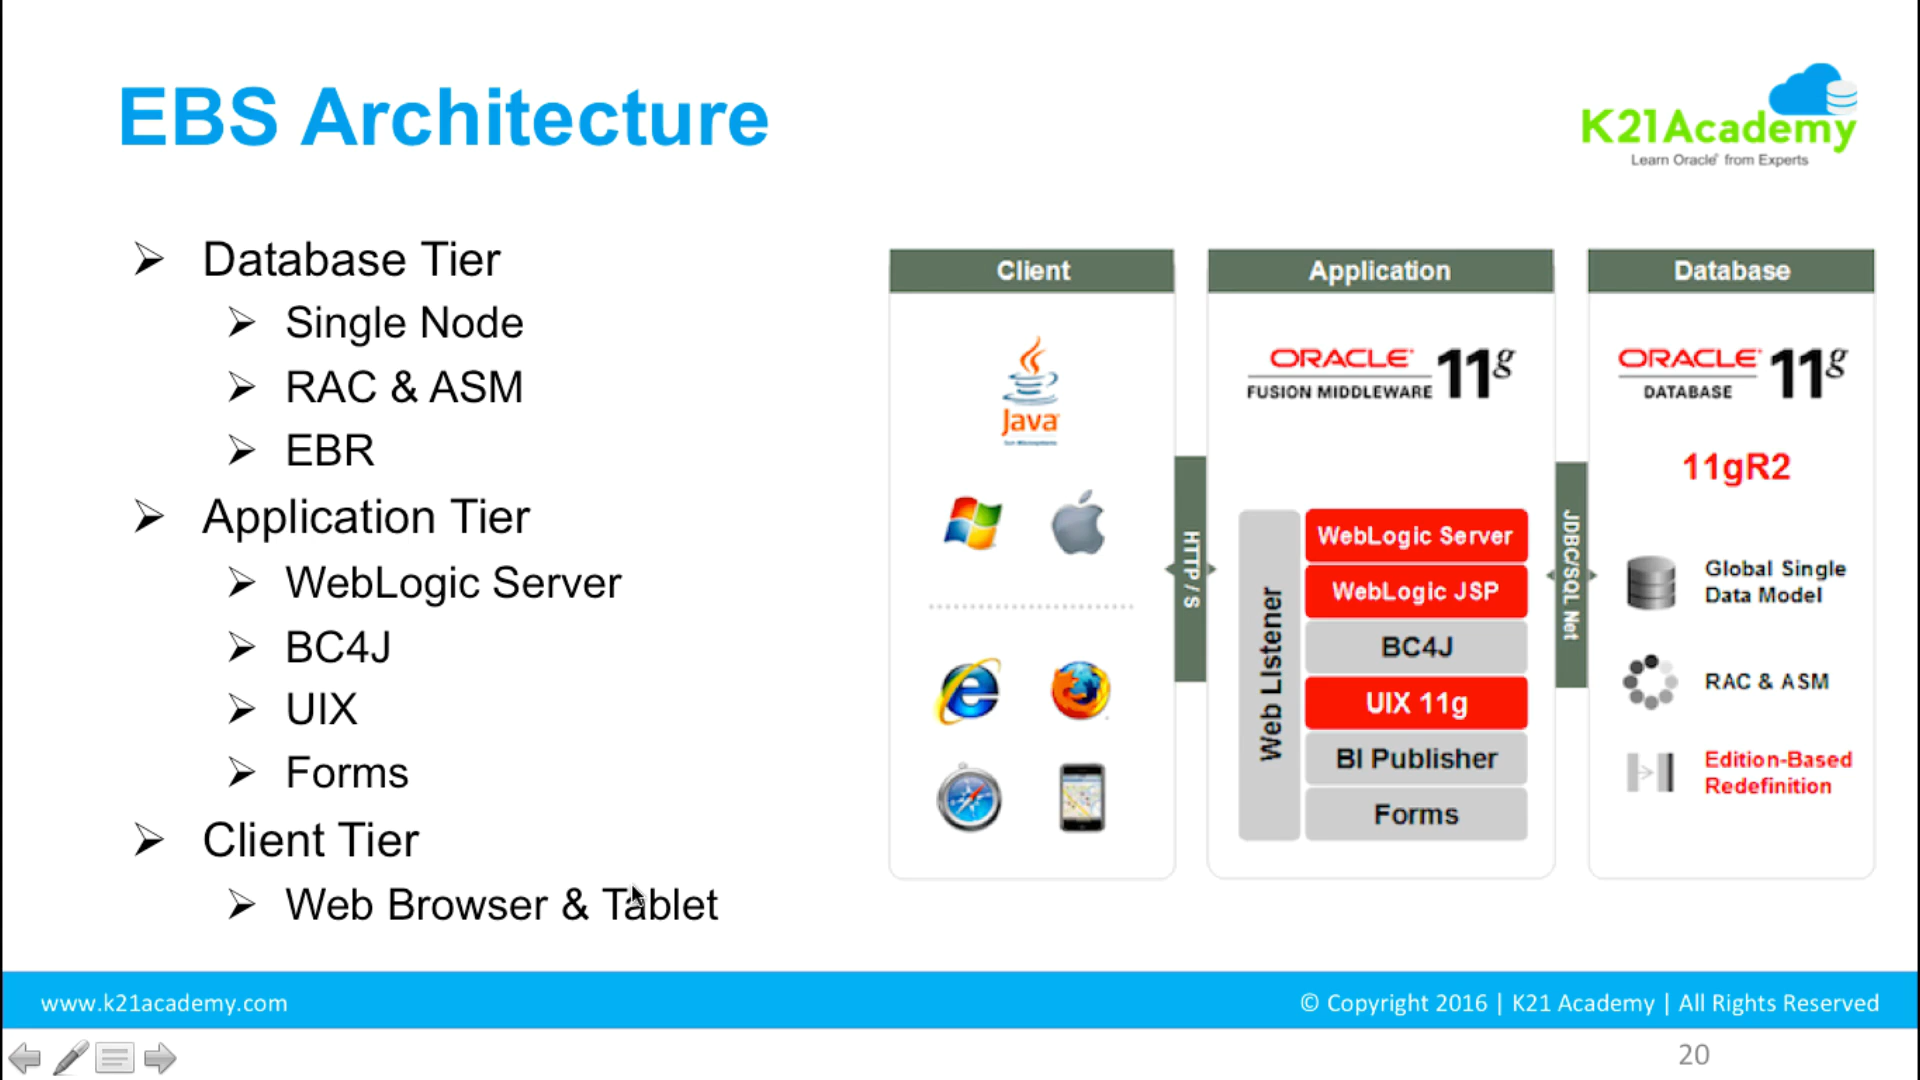 EBS Architecture
K21Academy
Learn Oracle from Experts
Database Tier
Single Node
RAC & ASM
EBR
Application Tier
WebLogic Server
BC4J
UIX
Forms
Client Tier
Web Browser & Tablet
Client
Java
HTTP / S
Application
ORACLE 11g
FUSION MIDDLEWARE
Web Listener
WebLogic Server
WebLogic JSP
BC4J
UIX 11g
BI Publisher
Forms
JDBC/SQL Net
Database
ORACLE 11g
DATABASE
11gR2
Global Single
Data Model
RAC & ASM
Edition-Based
Redefinition
www.k21academy.com
© Copyright 2016 | K21 Academy | All Rights Reserved
20